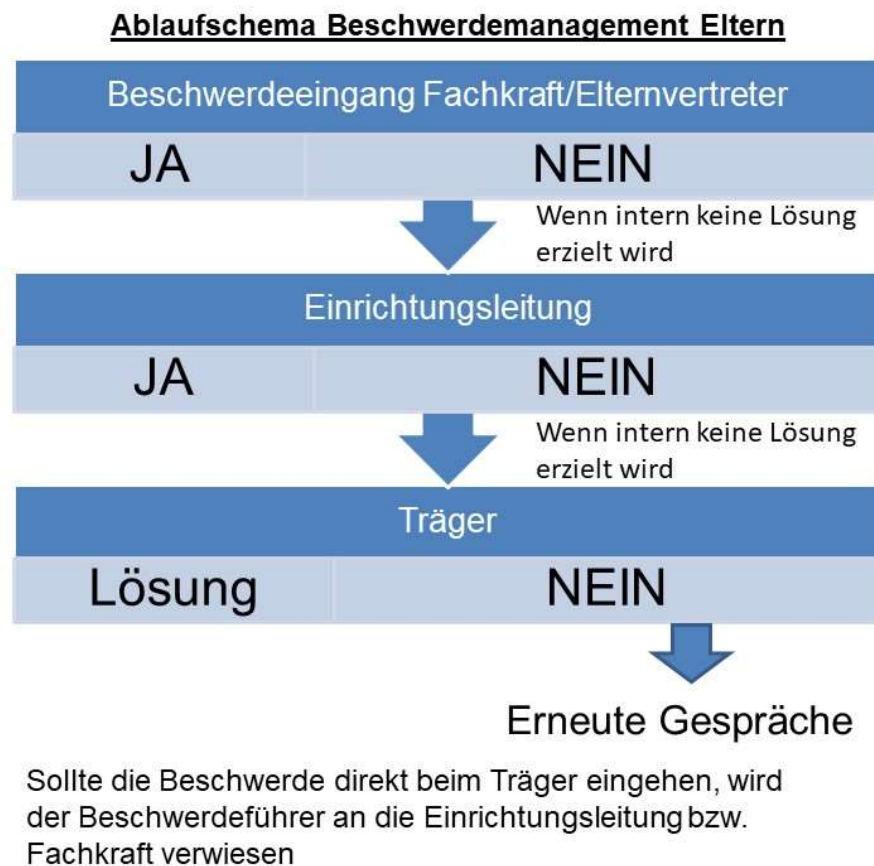 Ablaufschema Beschwerdemanagement Eltern
Beschwerdeeingang Fachkraft/Elternvertreter
JA NEIN
Wenn intern keine Lösung
erzielt wird
Einrichtungsleitung
JA NEIN
Wenn intern keine Lösung
erzielt wird
Träger
Lösung NEIN
Erneute Gespräche
Sollte die Beschwerde direkt beim Träger eingehen, wird
der Beschwerdeführer an die Einrichtungsleitung bzw.
Fachkraft verwiesen